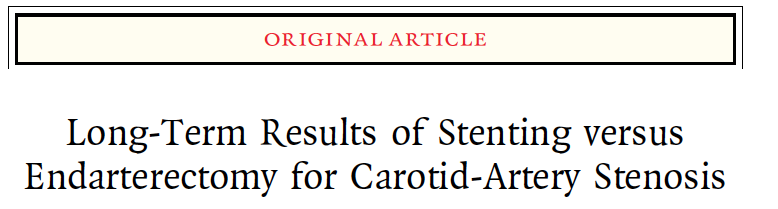 ORIGINAL ARTICLE
Long-Term Results of Stenting versus
Endarterectomy for Carotid-Artery Stenosis